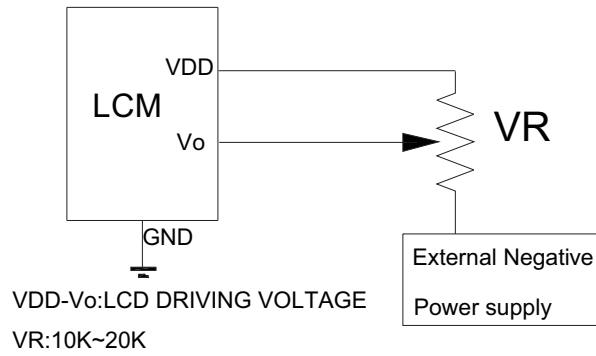 VDD
LCM
VR
Vo
GND
External Negative
Power supply
VDD-Vo:LCD DRIVING VOLTAGE
VR:10K~20K